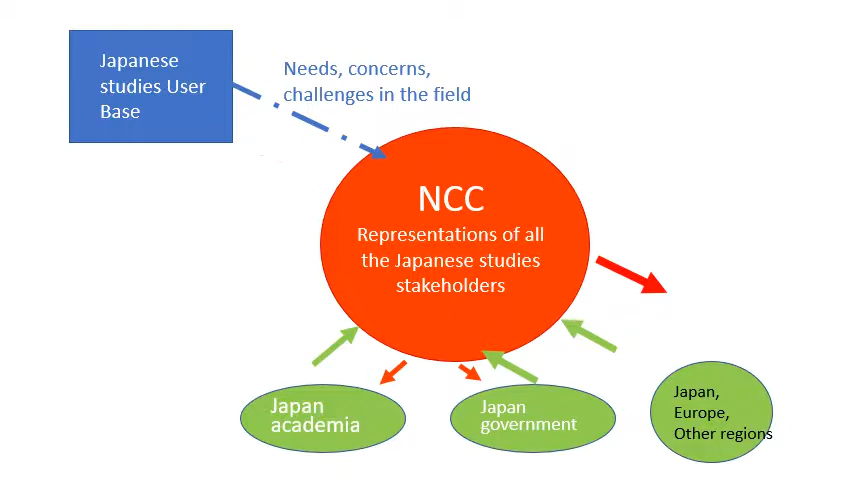 Japanese
studies User
Base
Needs, concerns,
challenges in the field
NCC
Representations of all
the Japanese studies
stakeholders
Japan
academia
Japan
government
Japan,
Europe,
Other regions